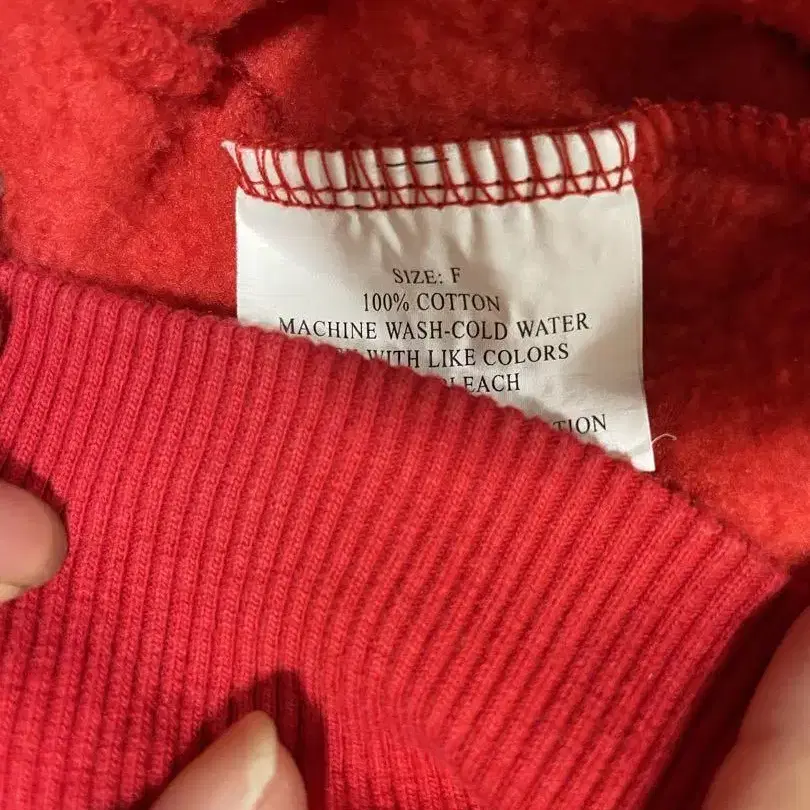 SIZE: F
100% COTTON
MACHINE WASH-COLD WATER
WITH LIKE COLORS